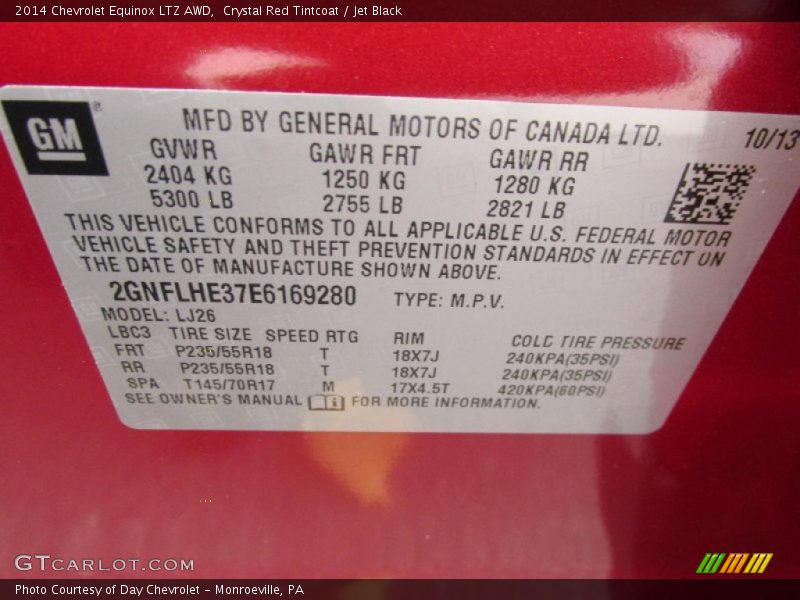 2014 Chevrolet Equinox LTZ AWD, Crystal Red Tintcoat / Jet Black
GM®
MFD BY GENERAL MOTORS OF CANADA LTD. 10/13
GVWR GAWR FRT GAWR RR
2404 KG 1250 KG 1280 KG
5300 LB 2755 LB 2821 LB
THIS VEHICLE CONFORMS TO ALL APPLICABLE U.S. FEDERAL MOTOR
VEHICLE SAFETY AND THEFT PREVENTION STANDARDS IN EFFECT ON
THE DATE OF MANUFACTURE SHOWN ABOVE.
2GNFLHE37E6169280 TYPE: M.P.V.
MODEL: LJ26
LBC3 TIRE SIZE SPEED RTG RIM COLD TIRE PRESSURE
FRT P235/55R18 T 18X7J 240KPA(35PSI)
RR P235/55R18 T 18X7J 240KPA(35PSI)
SPA T145/70R17 M 17X4.5T 420KPA(60PSI)
SEE OWNER'S MANUAL FOR MORE INFORMATION.
GTCARLOT.COM
Photo Courtesy of Day Chevrolet - Monroeville, PA